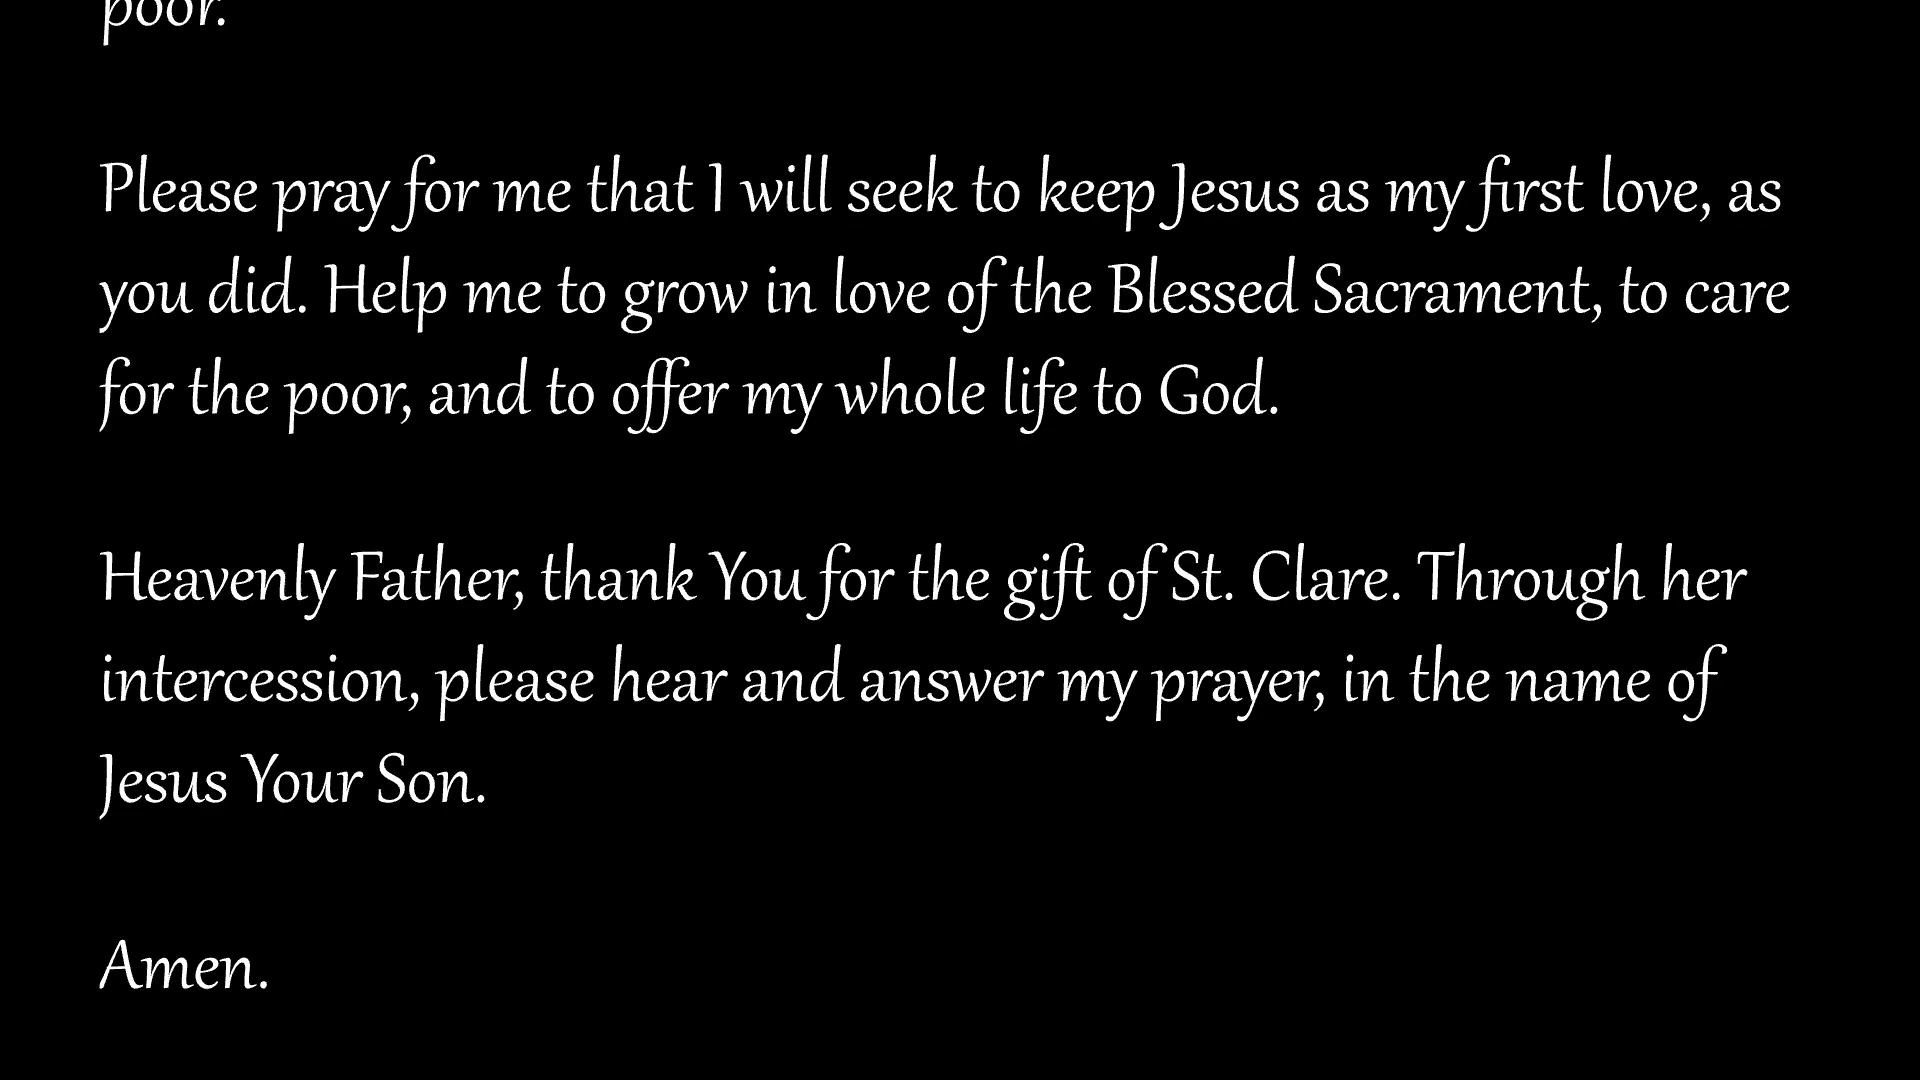 poor.
Please pray for me that I will seek to keep Jesus as my first love, as
you did. Help me to grow in love of the Blessed Sacrament, to care
for the poor, and to offer my whole life to God.
Heavenly Father, thank You for the gift of St. Clare. Through her
intercession, please hear and answer my prayer, in the name of
Jesus Your Son.
Amen.